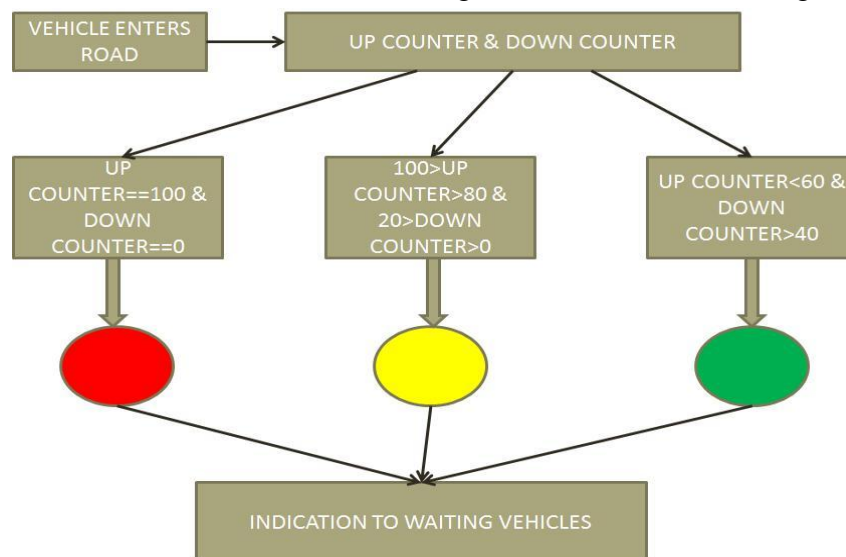 VEHICLE ENTERS
ROAD
UP COUNTER & DOWN COUNTER
UP
COUNTER==100 &
DOWN
COUNTER==0
100>UP
COUNTER>80 &
20>DOWN
COUNTER>0
UP COUNTER<60 &
DOWN
COUNTER>40
INDICATION TO WAITING VEHICLES